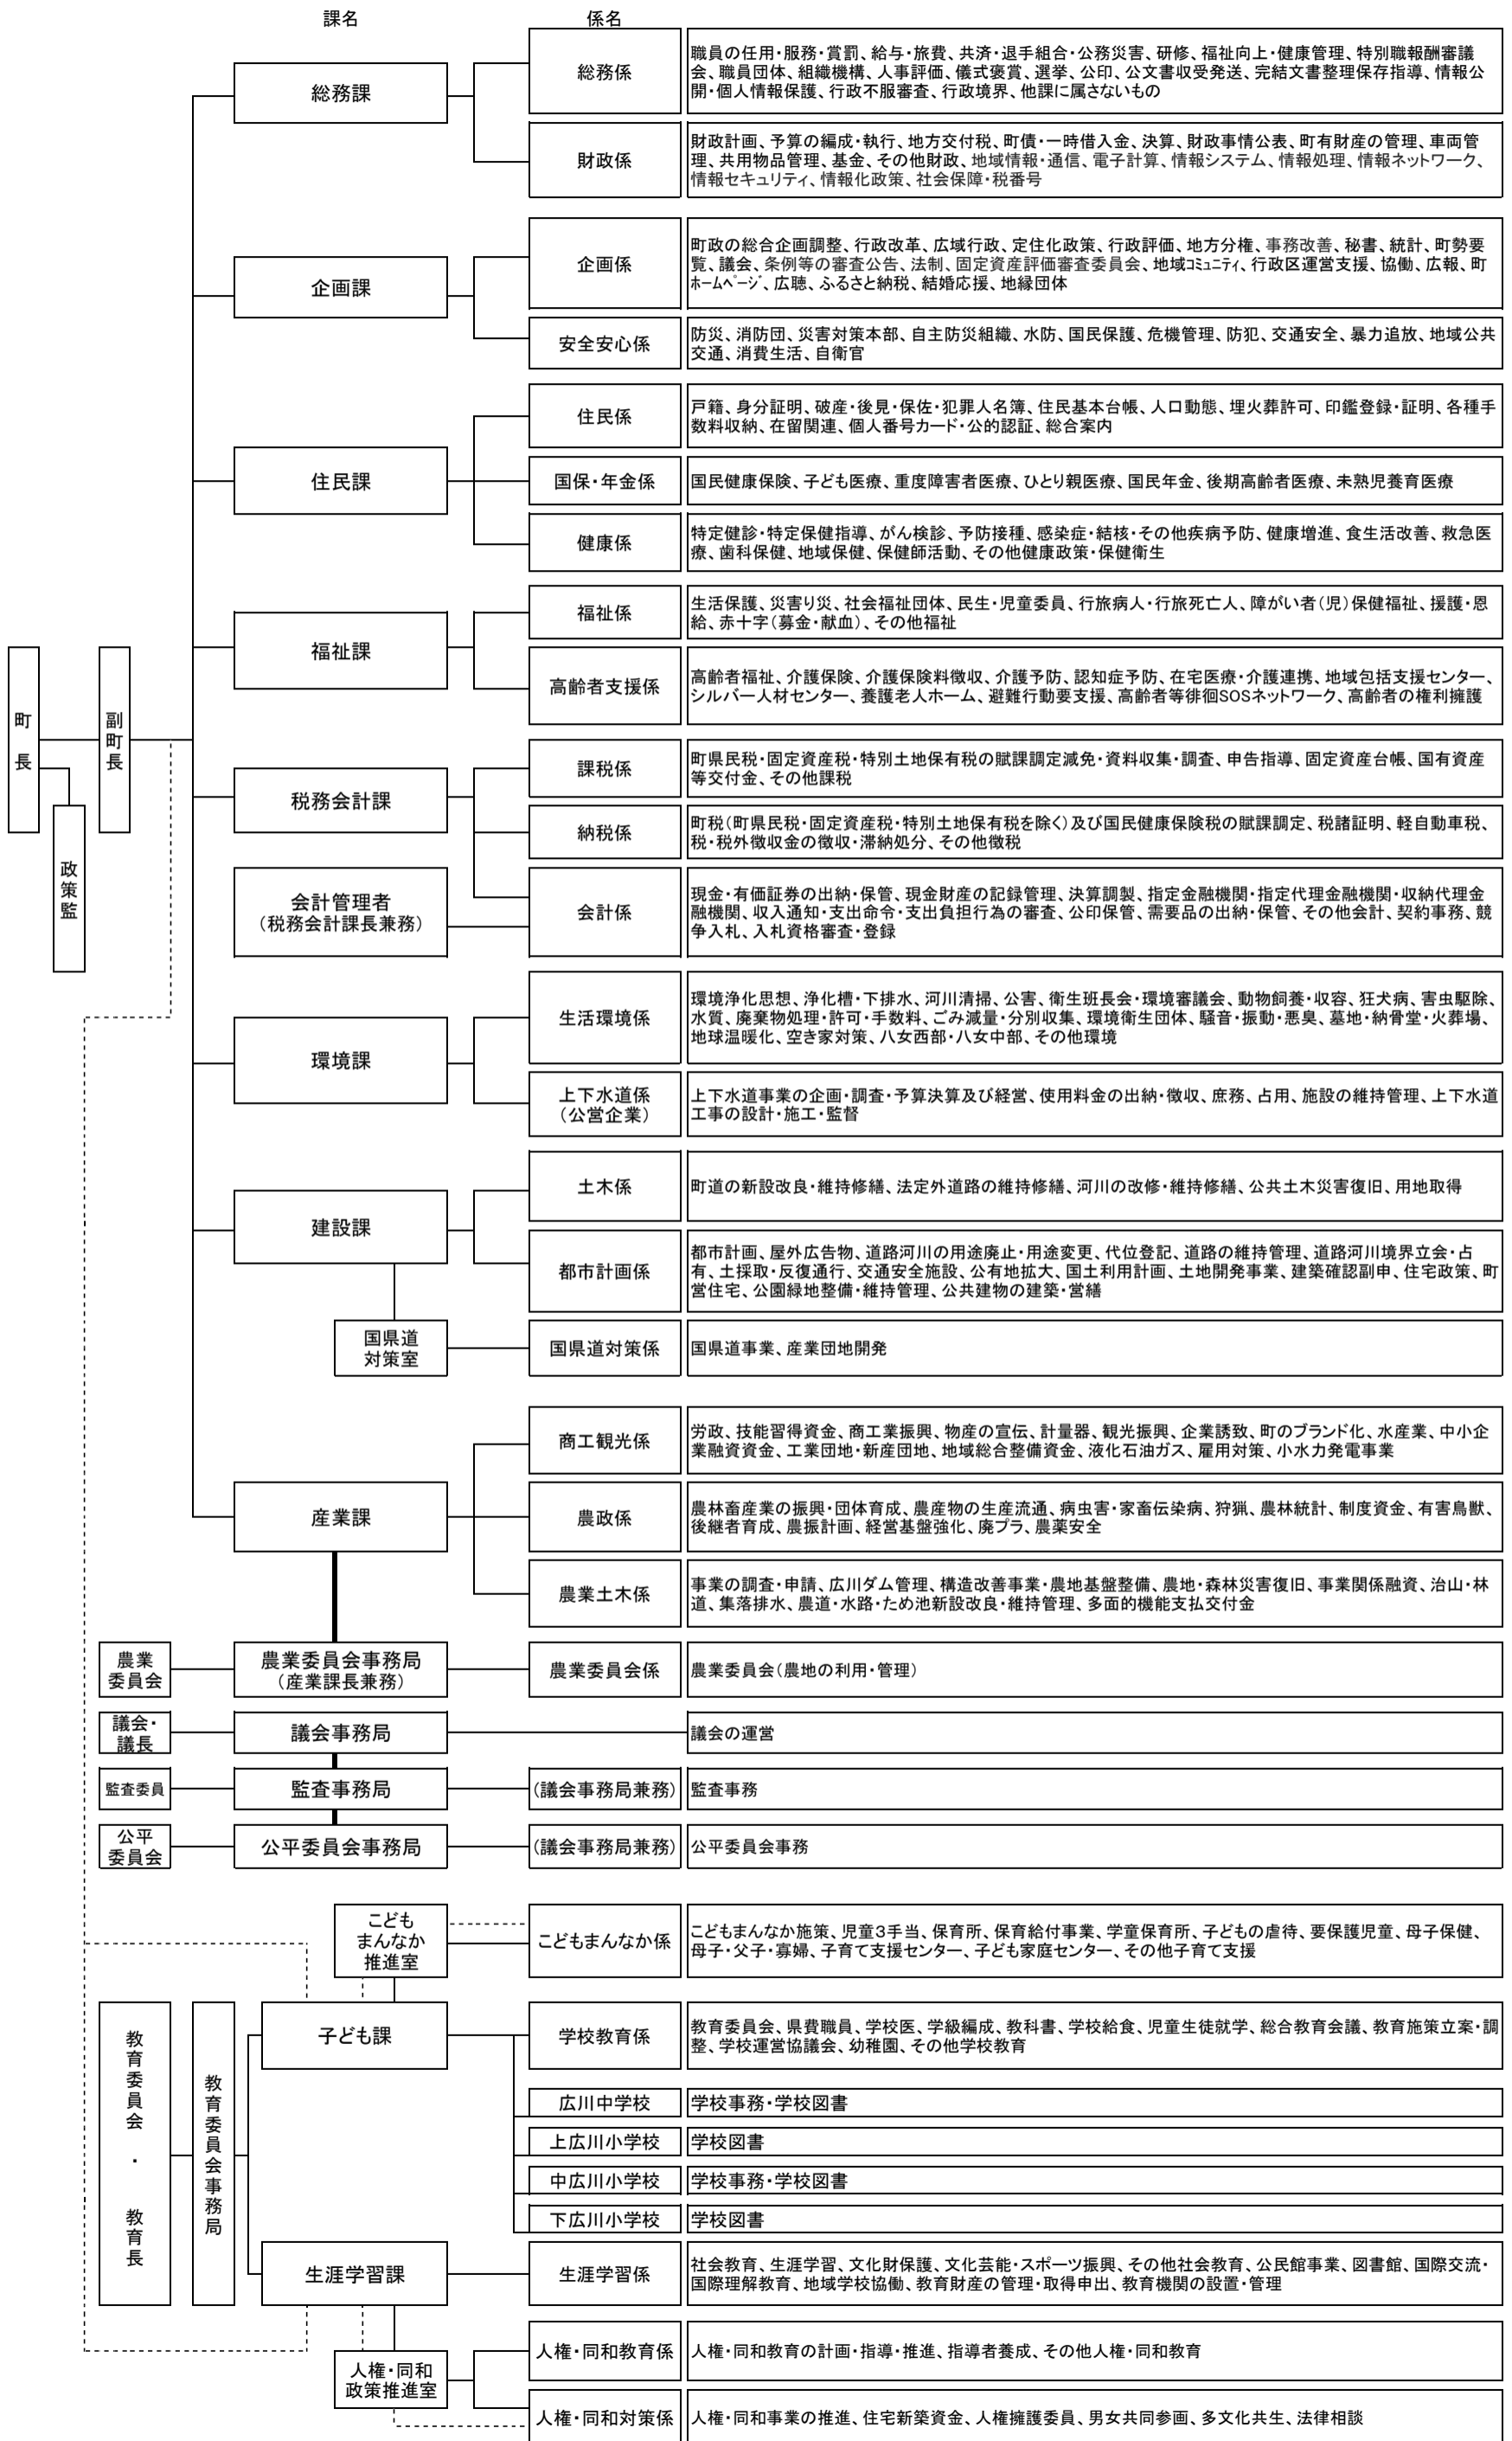 課名
係名
総務課
総務係
職員の任用・服務・賞罰、給与・旅費、共済・退手組合・公務災害、研修、福祉向上・健康管理、特別職報酬審議
会、職員団体、組織機構、人事評価、儀式褒賞、選挙、公印、公文書収受発送、完結文書整理保存指導、情報公
開・個人情報保護、行政不服審査、行政境界、他課に属さないもの
財政係
財政計画、予算の編成・執行、地方交付税、町債・一時借入金、決算、財政事情公表、町有財産の管理、車両管
理、共用物品管理、基金、その他財政、地域情報・通信、電子計算、情報システム、情報処理、情報ネットワーク、
情報セキュリティ、情報化政策、社会保障・税番号
企画課
企画係
町政の総合企画調整、行政改革、広域行政、定住化政策、行政評価、地方分権、事務改善、秘書、統計、町勢要
覧、議会、条例等の審査公告、法制、固定資産評価審査委員会、地域ｺﾐｭﾆﾃｨ、行政区運営支援、協働、広報、町
ﾎｰﾑﾍﾟｰｼﾞ、広聴、ふるさと納税、結婚応援、地縁団体
安全安心係
防災、消防団、災害対策本部、自主防災組織、水防、国民保護、危機管理、防犯、交通安全、暴力追放、地域公共
交通、消費生活、自衛官
住民課
住民係
戸籍、身分証明、破産・後見・保佐・犯罪人名簿、住民基本台帳、人口動態、埋火葬許可、印鑑登録・証明、各種手
数料収納、在留関連、個人番号カード・公的認証、総合案内
国保・年金係
国民健康保険、子ども医療、重度障害者医療、ひとり親医療、国民年金、後期高齢者医療、未熟児養育医療
健康係
特定健診・特定保健指導、がん検診、予防接種、感染症・結核・その他疾病予防、健康増進、食生活改善、救急医
療、歯科保健、地域保健、保健師活動、その他健康政策・保健衛生
福祉課
福祉係
生活保護、災害り災、社会福祉団体、民生・児童委員、行旅病人・行旅死亡人、障がい者（児）保健福祉、援護・恩
給、赤十字（募金・献血）、その他福祉
高齢者支援係
高齢者福祉、介護保険、介護保険料徴収、介護予防、認知症予防、在宅医療・介護連携、地域包括支援センター、
シルバー人材センター、養護老人ホーム、避難行動要支援、高齢者等徘徊SOSネットワーク、高齢者の権利擁護
町長
副町長
政策監
税務会計課
課税係
町県民税・固定資産税・特別土地保有税の賦課調定減免・資料収集・調査、申告指導、固定資産台帳、国有資産
等交付金、その他課税
納税係
町税（町県民税・固定資産税・特別土地保有税を除く）及び国民健康保険税の賦課調定、税諸証明、軽自動車税、
税・税外徴収金の徴収・滞納処分、その他徴税
会計管理者
（税務会計課長兼務）
会計係
現金・有価証券の出納・保管、現金財産の記録管理、決算調製、指定金融機関・指定代理金融機関・収納代理金
融機関、収入通知・支出命令・支出負担行為の審査、公印保管、需要品の出納・保管、その他会計、契約事務、競
争入札、入札資格審査・登録
環境課
生活環境係
環境浄化思想、浄化槽・下排水、河川清掃、公害、衛生班長会・環境審議会、動物飼養・収容、狂犬病、害虫駆除、
水質、廃棄物処理・許可・手数料、ごみ減量・分別収集、環境衛生団体、騒音・振動・悪臭、墓地・納骨堂・火葬場、
地球温暖化、空き家対策、八女西部・八女中部、その他環境
上下水道係
（公営企業）
上下水道事業の企画・調査・予算決算及び経営、使用料金の出納・徴収、庶務、占用、施設の維持管理、上下水道
工事の設計・施工・監督
建設課
土木係
町道の新設改良・維持修繕、法定外道路の維持修繕、河川の改修・維持修繕、公共土木災害復旧、用地取得
都市計画係
都市計画、屋外広告物、道路河川の用途廃止・用途変更、代位登記、道路の維持管理、道路河川境界立会・占
有、土採取・反復通行、交通安全施設、公有地拡大、国土利用計画、土地開発事業、建築確認副申、住宅政策、町
営住宅、公園緑地整備・維持管理、公共建物の建築・営繕
国県道
対策室
国県道対策係
国県道事業、産業団地開発
産業課
商工観光係
労政、技能習得資金、商工業振興、物産の宣伝、計量器、観光振興、企業誘致、町のブランド化、水産業、中小企
業融資資金、工業団地・新産団地、地域総合整備資金、液化石油ガス、雇用対策、小水力発電事業
農政係
農林畜産業の振興・団体育成、農産物の生産流通、病虫害・家畜伝染病、狩猟、農林統計、制度資金、有害鳥獣、
後継者育成、農振計画、経営基盤強化、廃プラ、農薬安全
農業土木係
事業の調査・申請、広川ダム管理、構造改善事業・農地基盤整備、農地・森林災害復旧、事業関係融資、治山・林
道、集落排水、農道・水路・ため池新設改良・維持管理、多面的機能支払交付金
農業
委員会
農業委員会事務局
（産業課長兼務）
農業委員会係
農業委員会（農地の利用・管理）
議会・
議長
議会事務局
議会の運営
監査委員
監査事務局
（議会事務局兼務）
監査事務
公平
委員会
公平委員会事務局
（議会事務局兼務）
公平委員会事務
こども
まんなか
推進室
こどもまんなか係
こどもまんなか施策、児童３手当、保育所、保育給付事業、学童保育所、子どもの虐待、要保護児童、母子保健、
母子・父子・寡婦、子育て支援センター、子ども家庭センター、その他子育て支援
教育委員会・教育長
教育委員会事務局
子ども課
学校教育係
教育委員会、県費職員、学校医、学級編成、教科書、学校給食、児童生徒就学、総合教育会議、教育施策立案・調
整、学校運営協議会、幼稚園、その他学校教育
広川中学校
学校事務・学校図書
上広川小学校
学校図書
中広川小学校
学校事務・学校図書
下広川小学校
学校図書
生涯学習課
生涯学習係
社会教育、生涯学習、文化財保護、文化芸能・スポーツ振興、その他社会教育、公民館事業、図書館、国際交流・
国際理解教育、地域学校協働、教育財産の管理・取得申出、教育機関の設置・管理
人権・同和
政策推進室
人権・同和教育係
人権・同和教育の計画・指導・推進、指導者養成、その他人権・同和教育
人権・同和対策係
人権・同和事業の推進、住宅新築資金、人権擁護委員、男女共同参画、多文化共生、法律相談